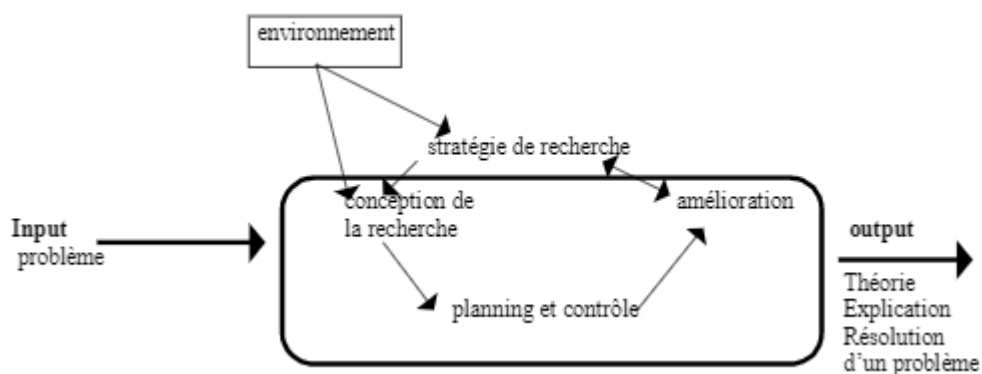 environnement
stratégie de recherche
conception de
la recherche
amélioration
Input
problème
planning et contrôle
output
Théorie
Explication
Résolution
d'un problème